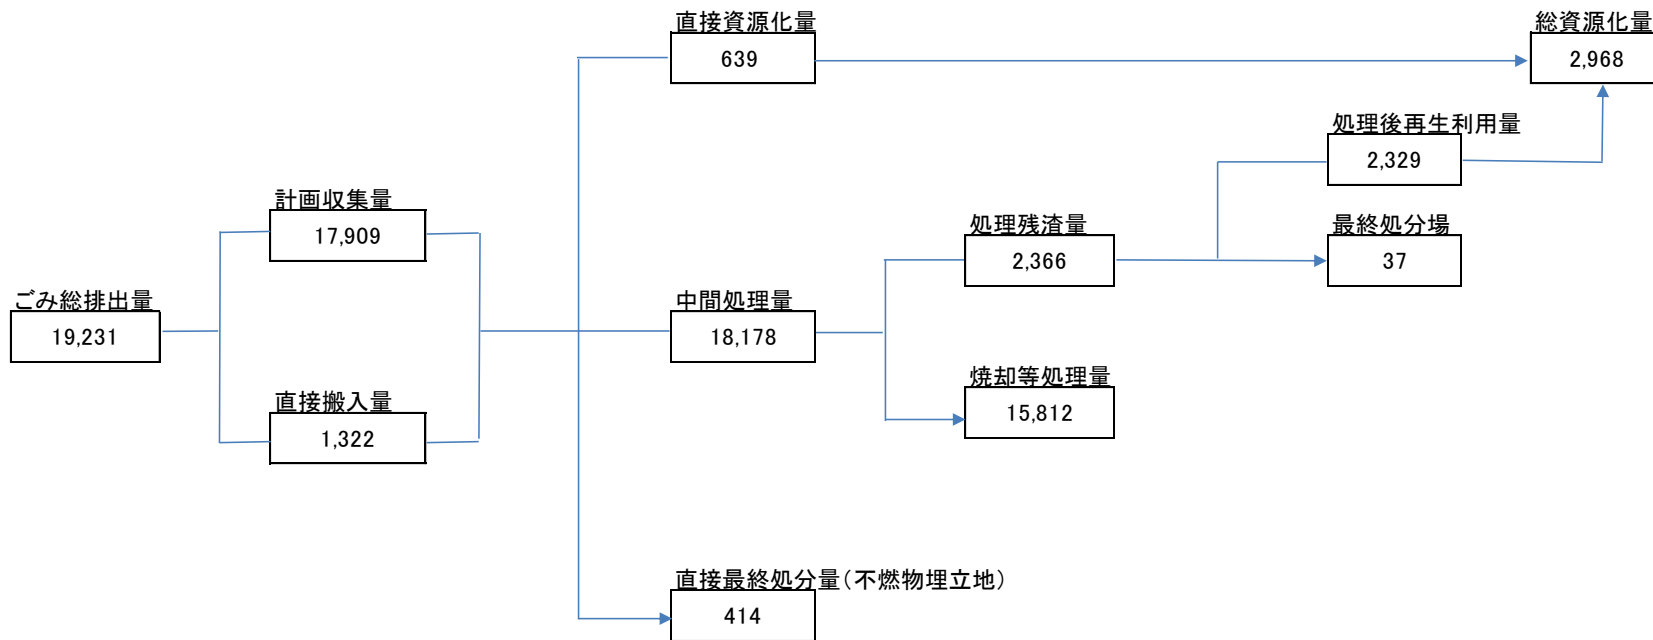 直接資源化量
639
総資源化量
2,968
処理後再生利用量
2,329
計画収集量
17,909
処理残渣量
2,366
最終処分場
37
ごみ総排出量
19,231
中間処理量
18,178
直接搬入量
1,322
焼却等処理量
15,812
直接最終処分量(不燃物埋立地)
414